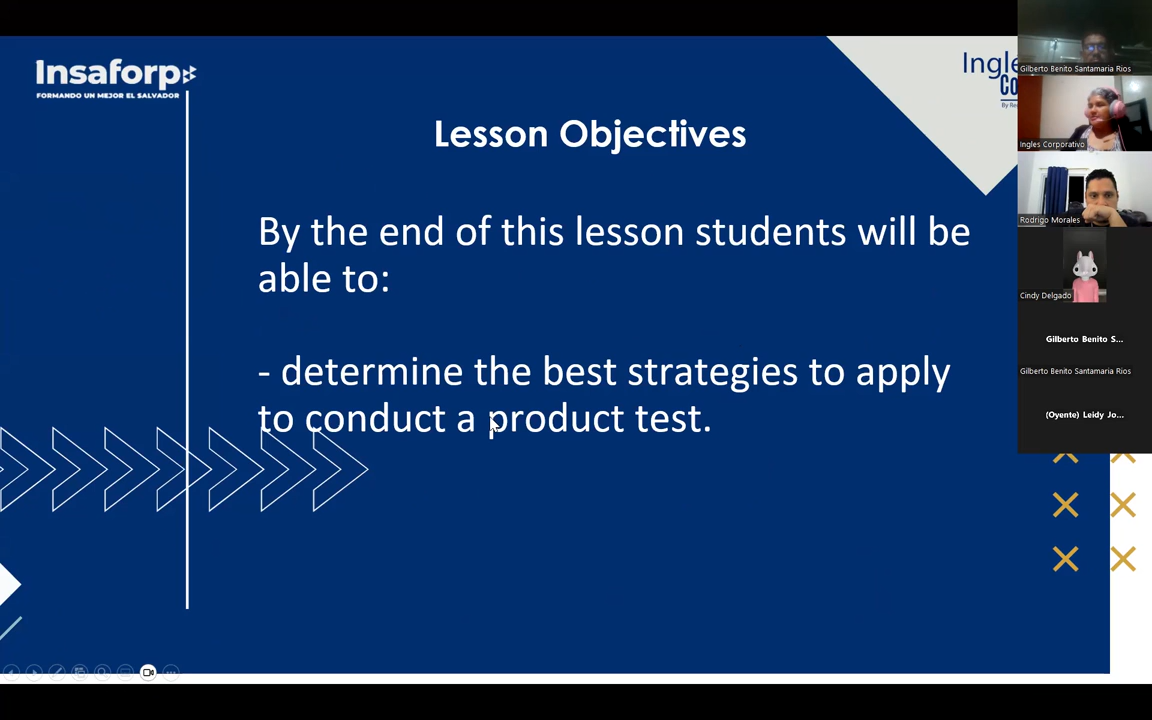 Insaforp
FORMANDO UN MEJOR EL SALVADOR
Lesson Objectives
By the end of this lesson students will be
able to:
- determine the best strategies to apply
to conduct a product test.
Gilberto Benito Santamaria Rios
Ingles Corporativo
Rodrigo Morales
Cindy Delgado
Gilberto Benito S...
Gilberto Benito Santamaria Rios
(Oyente) Leidy Jo...